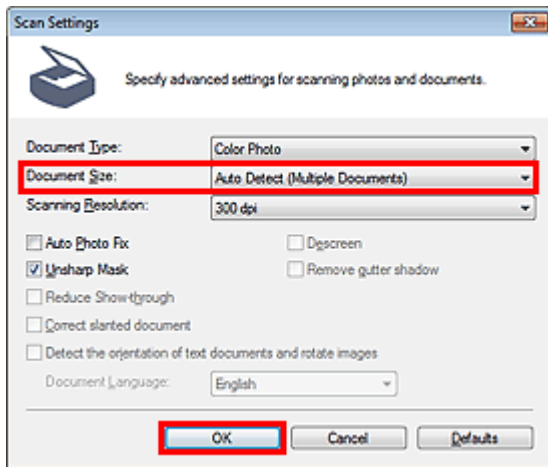 Scan Settings
Specify advanced settings for scanning photos and documents.
Document Type: Color Photo
Document Size: Auto Detect (Multiple Documents)
Scanning Resolution: 300 dpi
Auto Photo Fix Descreen
Unsharp Mask Remove gutter shadow
Reduce Show-through
Correct slanted document
Detect the orientation of text documents and rotate images
Document Language: English
OK Cancel Defaults